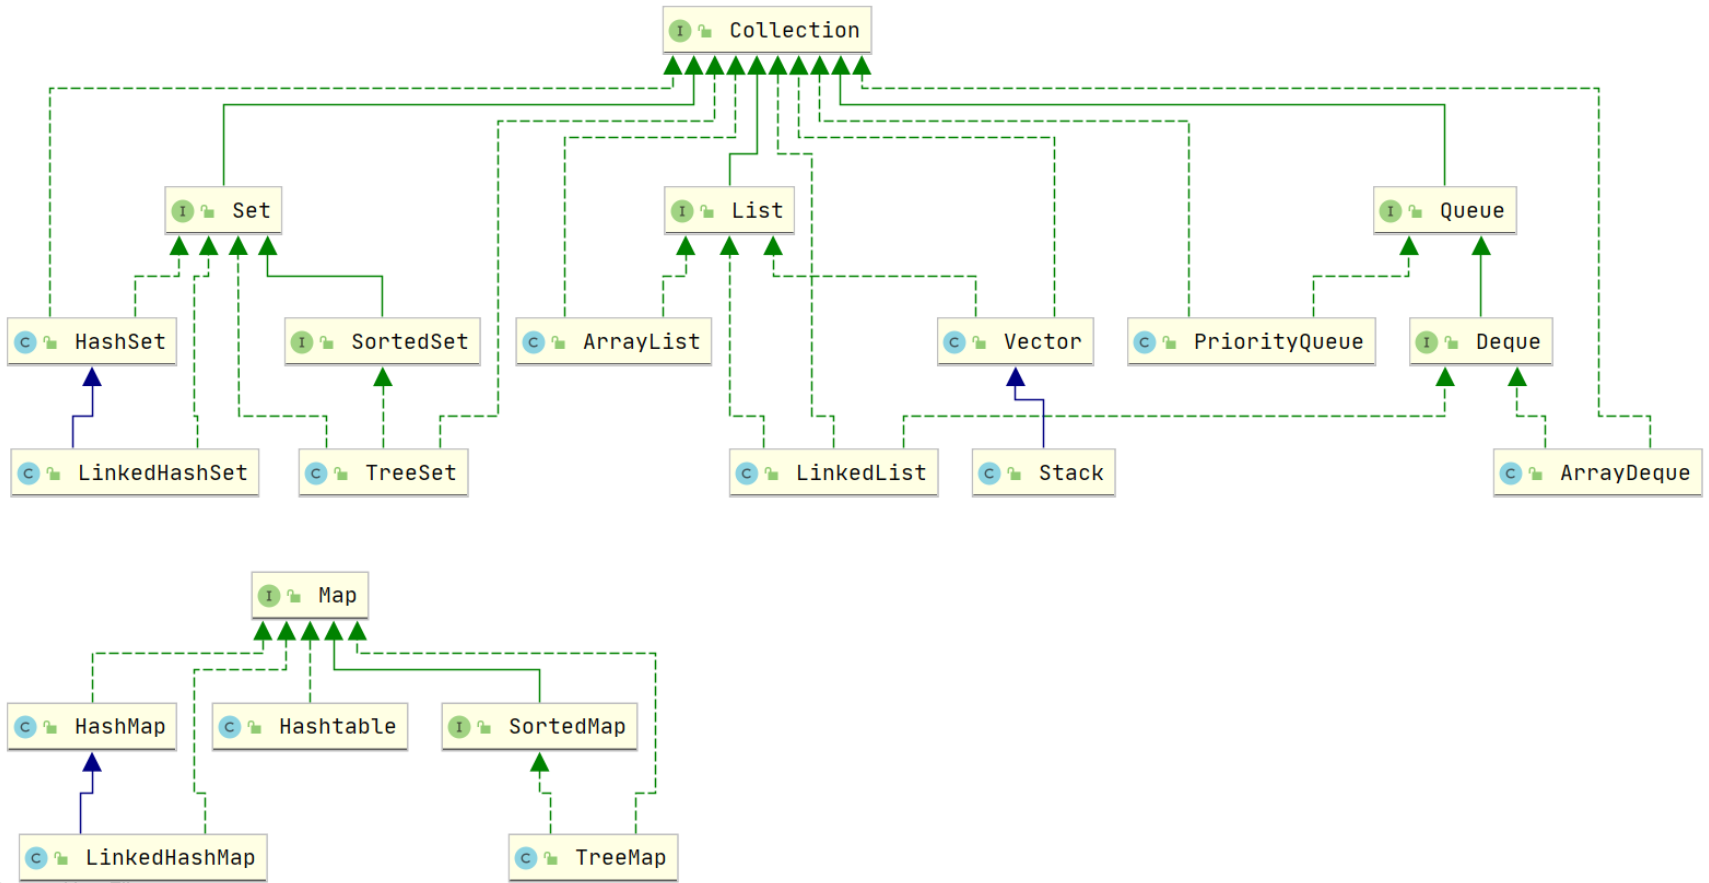 I Collection
I Set
I List
I Queue
C HashSet
I SortedSet
C ArrayList
C Vector
C PriorityQueue
I Deque
C LinkedHashSet
C TreeSet
C LinkedList
C Stack
C ArrayDeque
I Map
C HashMap
C Hashtable
I SortedMap
C LinkedHashMap
C TreeMap